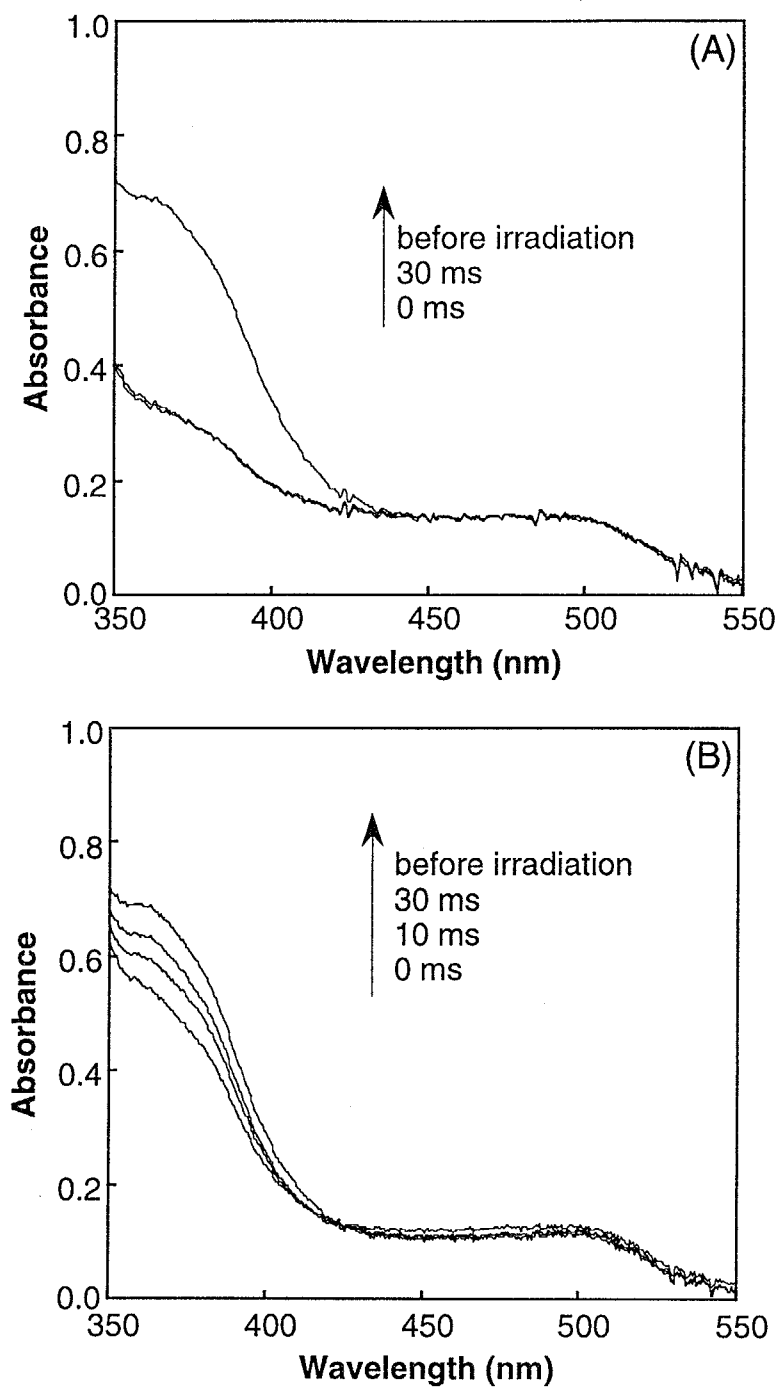 (A)
1.0
0.8
0.6
0.4
0.2
0.0
Absorbance
before irradiation
30 ms
0 ms
350
400
450
500
550
Wavelength (nm)
(B)
1.0
0.8
0.6
0.4
0.2
0.0
Absorbance
before irradiation
30 ms
10 ms
0 ms
350
400
450
500
550
Wavelength (nm)